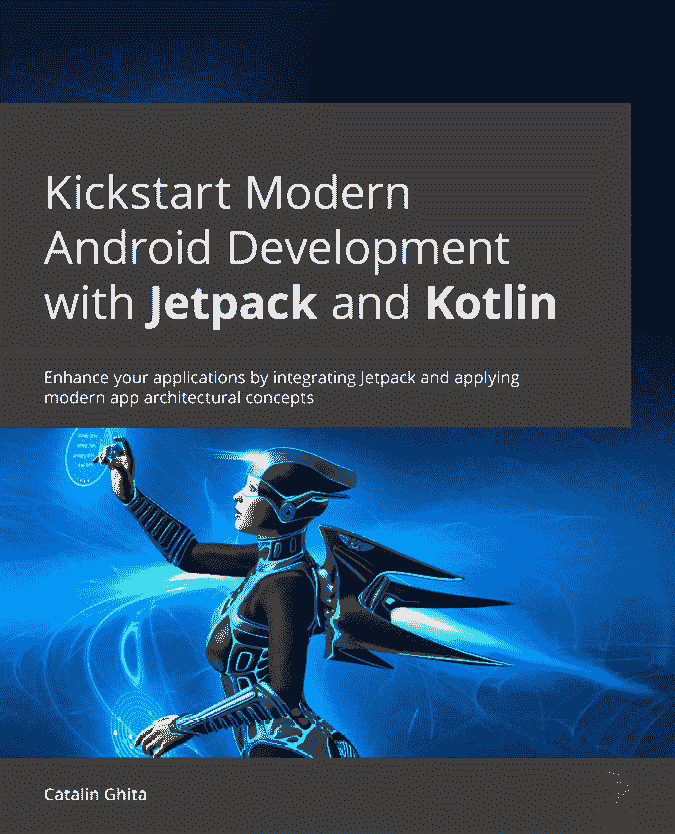 Kickstart Modern
Android Development
with Jetpack and Kotlin
Enhance your applications by integrating Jetpack and applying
modern app architectural concepts
Catalin Ghita